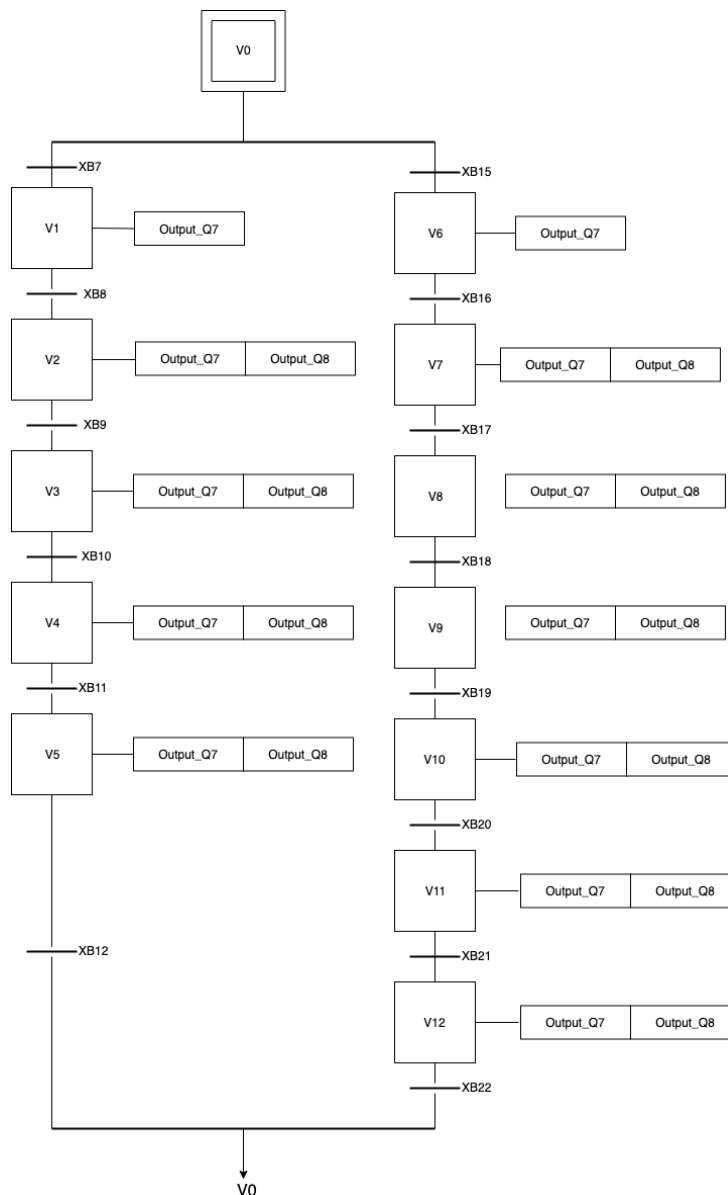 V0
XB7
V1
Output_Q7
XB8
V2
Output_Q7 Output_Q8
XB9
V3
Output_Q7 Output_Q8
XB10
V4
Output_Q7 Output_Q8
XB11
V5
Output_Q7 Output_Q8
XB12
XB15
V6
Output_Q7
XB16
V7
Output_Q7 Output_Q8
XB17
V8
Output_Q7 Output_Q8
XB18
V9
Output_Q7 Output_Q8
XB19
V10
Output_Q7 Output_Q8
XB20
V11
Output_Q7 Output_Q8
XB21
V12
Output_Q7 Output_Q8
XB22
V0